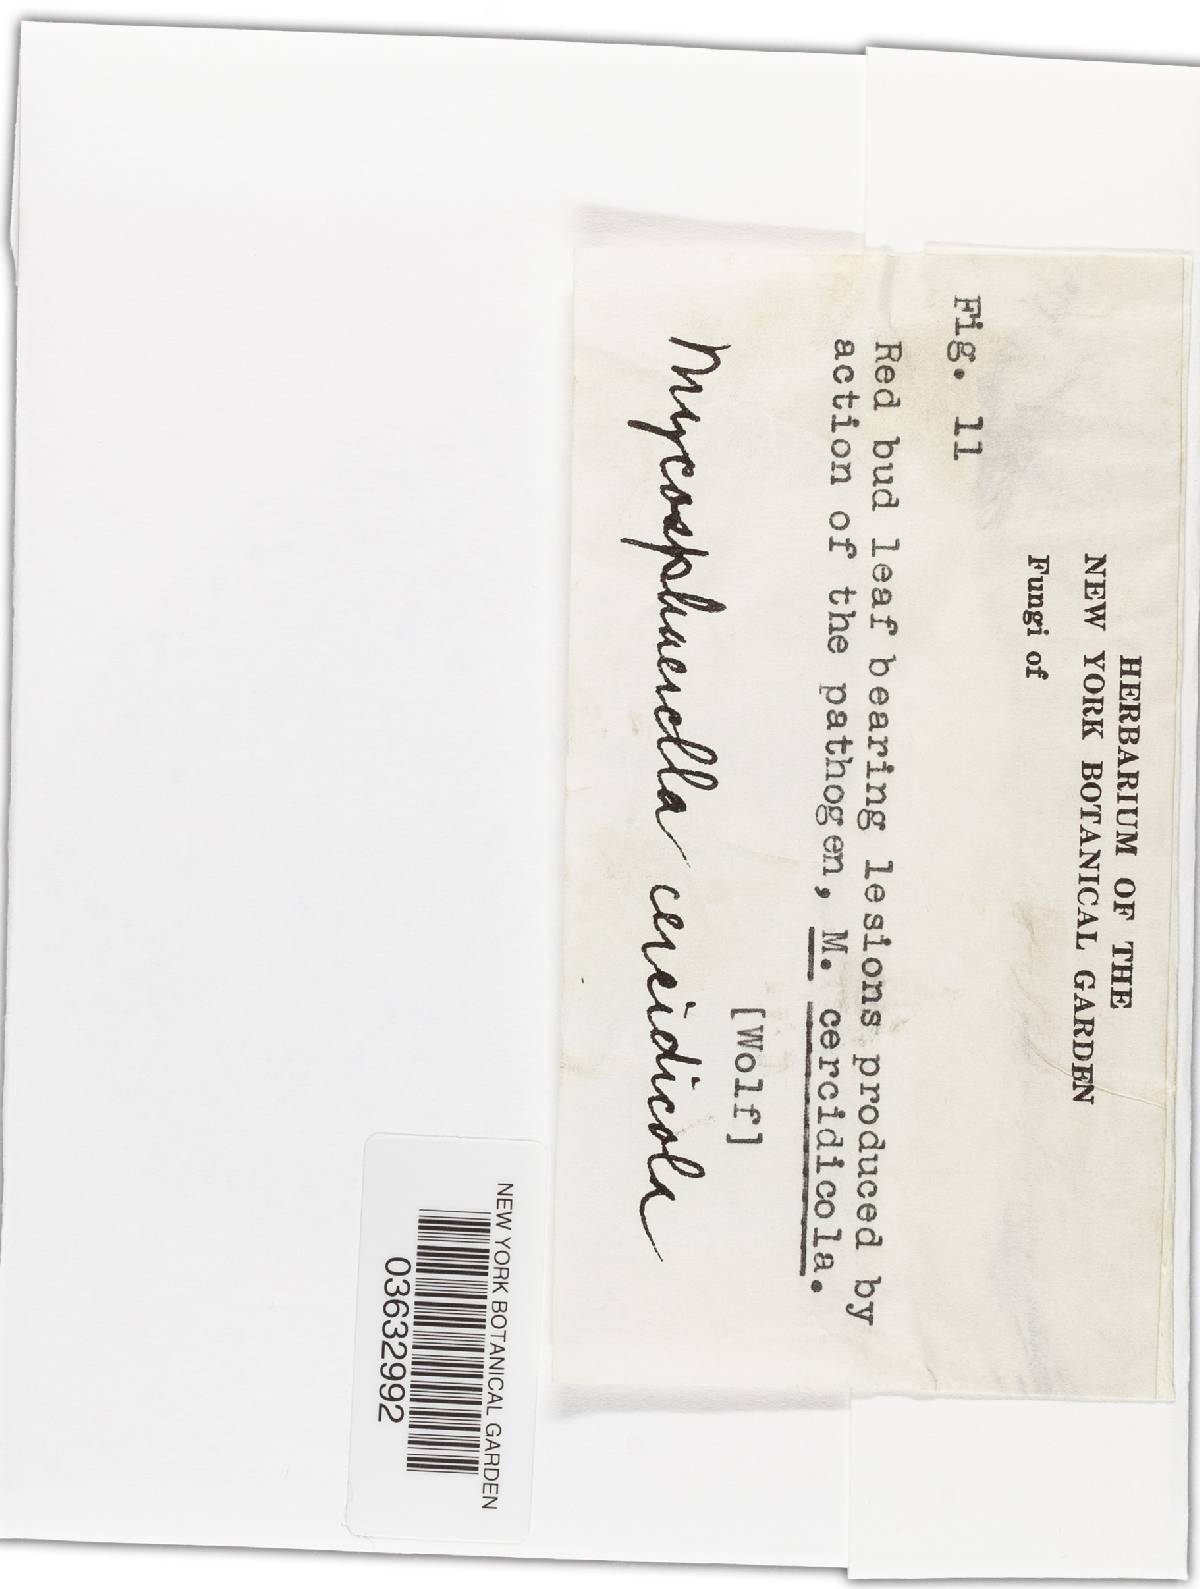 HERBARIUM OF THE
NEW YORK BOTANICAL GARDEN
Fungi of
Fig. 11
Red bud leaf bearing lesions produced by
action of the pathogen, M. cercidicola.
[Wolf]
Mycosphaerella cercidicola
NEW YORK BOTANICAL GARDEN
03632992